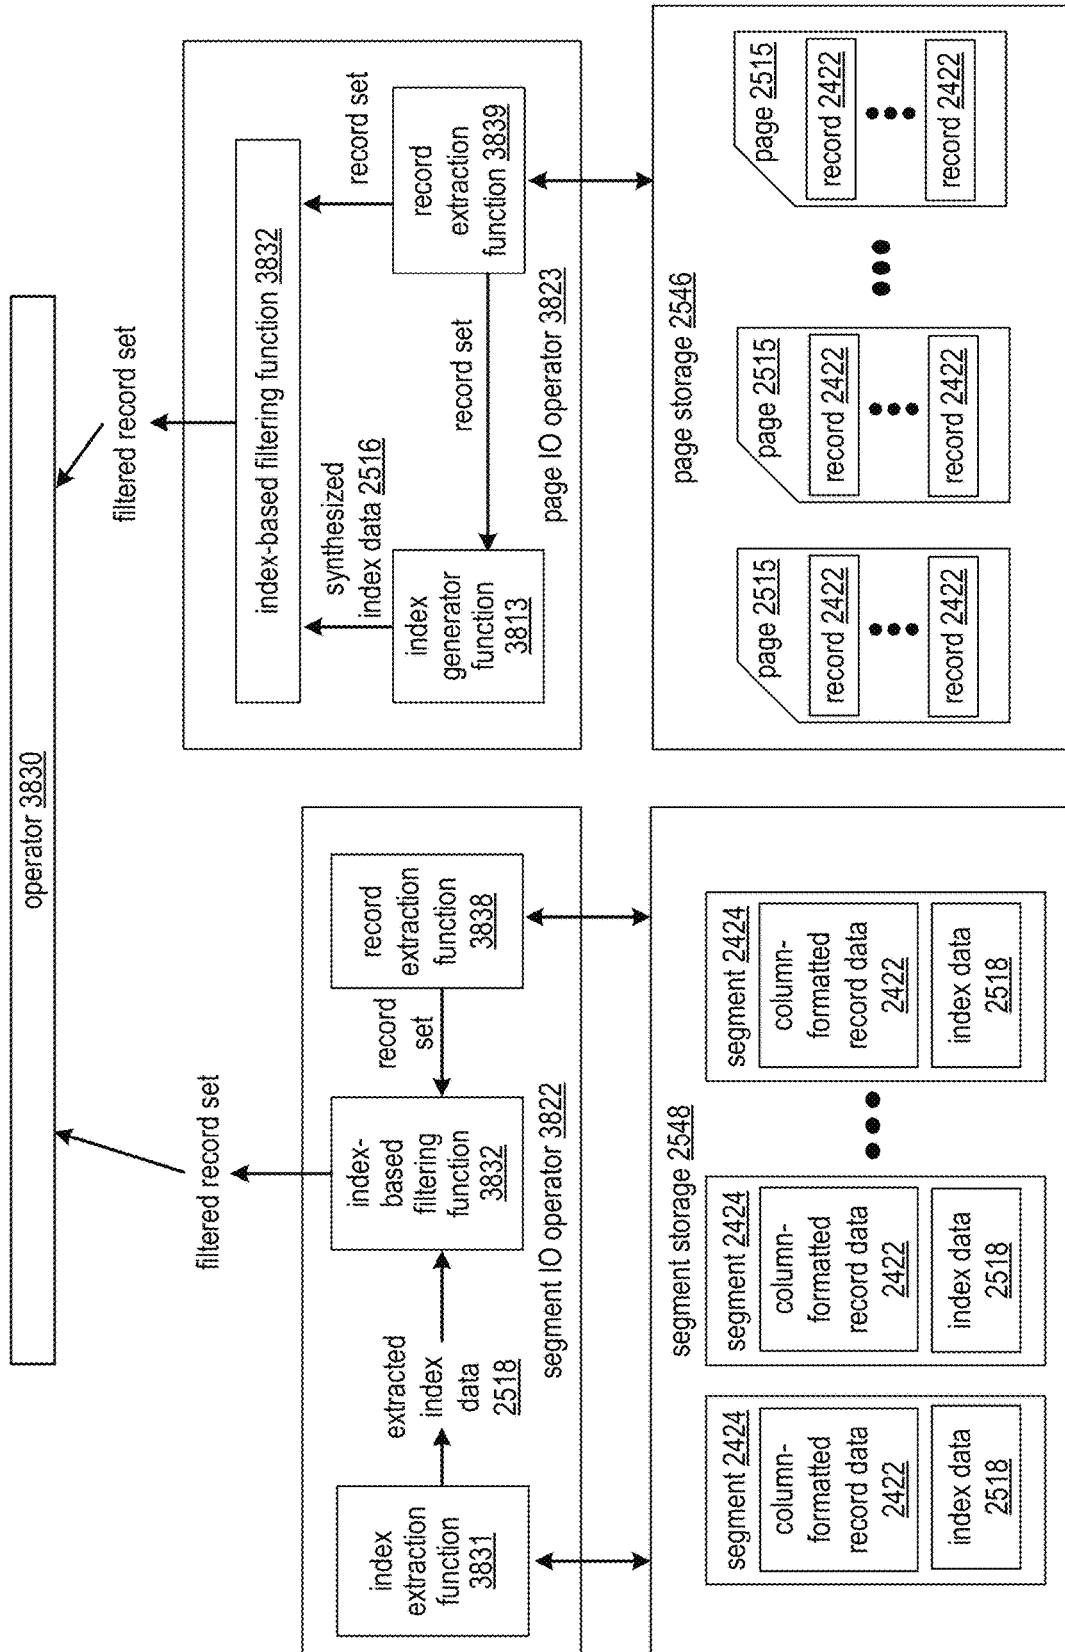 operator 3830
filtered record set
filtered record set
index
extraction
function
3831
extracted
index
data
2518
index-
based
filtering
function
3832
record
set
record
extraction
function
3838
segment IO operator 3822
index-based filtering function 3832
synthesized
index data 2516
record set
index
generator
function
3813
record set
record
extraction
function 3839
page IO operator 3823
segment storage 2548
segment 2424
column-
formatted
record data
2422
index data
2518
segment 2424
column-
formatted
record data
2422
index data
2518
segment 2424
column-
formatted
record data
2422
index data
2518
page storage 2546
page 2515
record 2422
record 2422
page 2515
record 2422
record 2422
page 2515
record 2422
record 2422